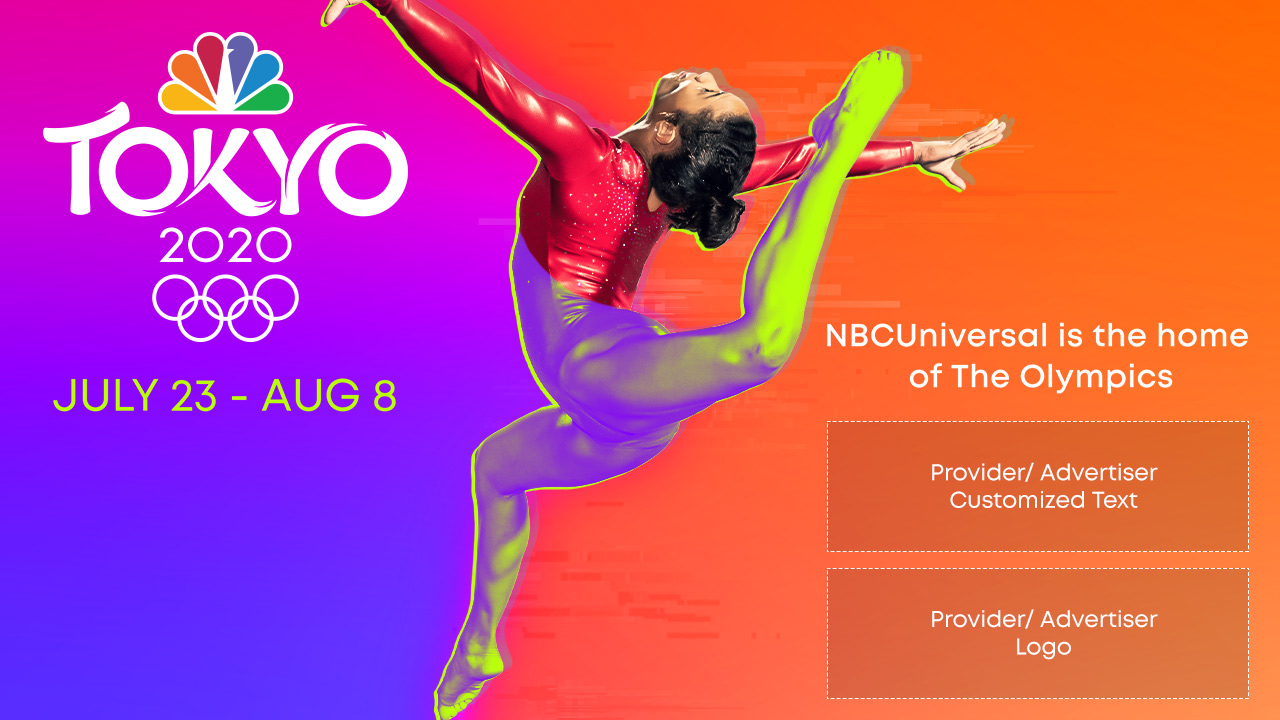 TOKYO
2020
JULY 23 - AUG 8
NBCUniversal is the home
of The Olympics
Provider/ Advertiser
Customized Text
Provider/ Advertiser
Logo